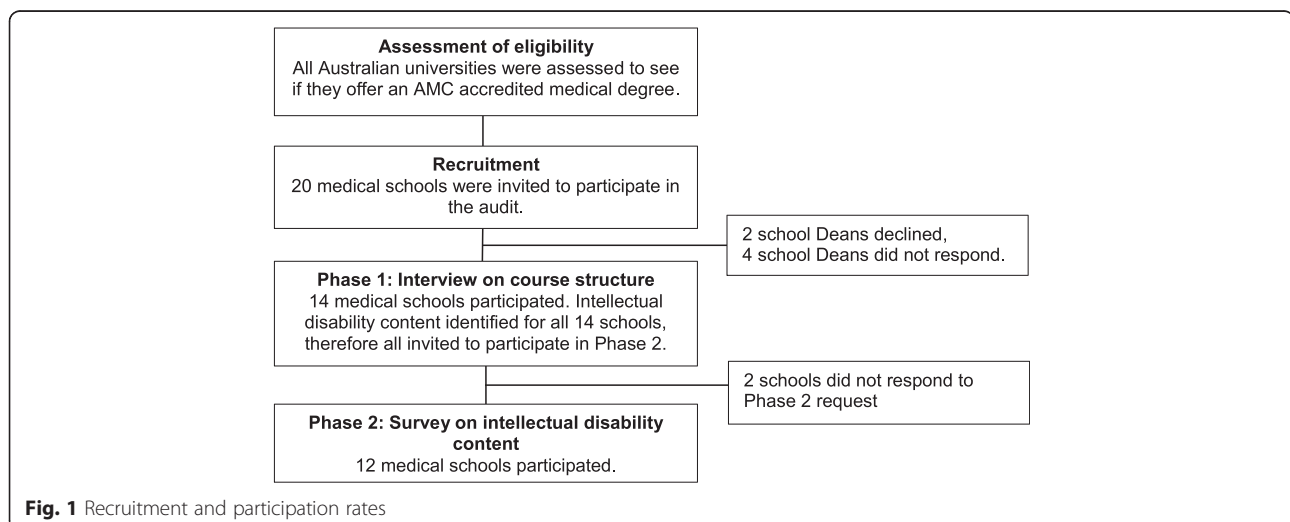 Assessment of eligibility
All Australian universities were assessed to see
if they offer an AMC accredited medical degree.
Recruitment
20 medical schools were invited to participate in
the audit.
2 school Deans declined,
4 school Deans did not respond.
Phase 1: Interview on course structure
14 medical schools participated. Intellectual
disability content identified for all 14 schools,
therefore all invited to participate in Phase 2.
2 schools did not respond to
Phase 2 request
Phase 2: Survey on intellectual disability
content
12 medical schools participated.
Fig. 1 Recruitment and participation rates